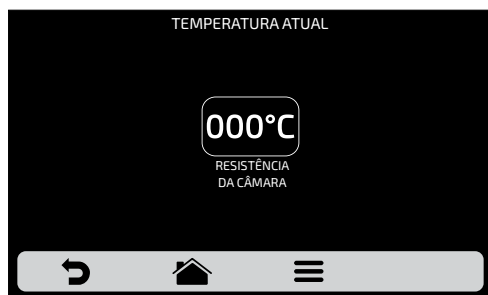 TEMPERATURA ATUAL
000°C
RESISTÊNCIA
DA CÂMARA